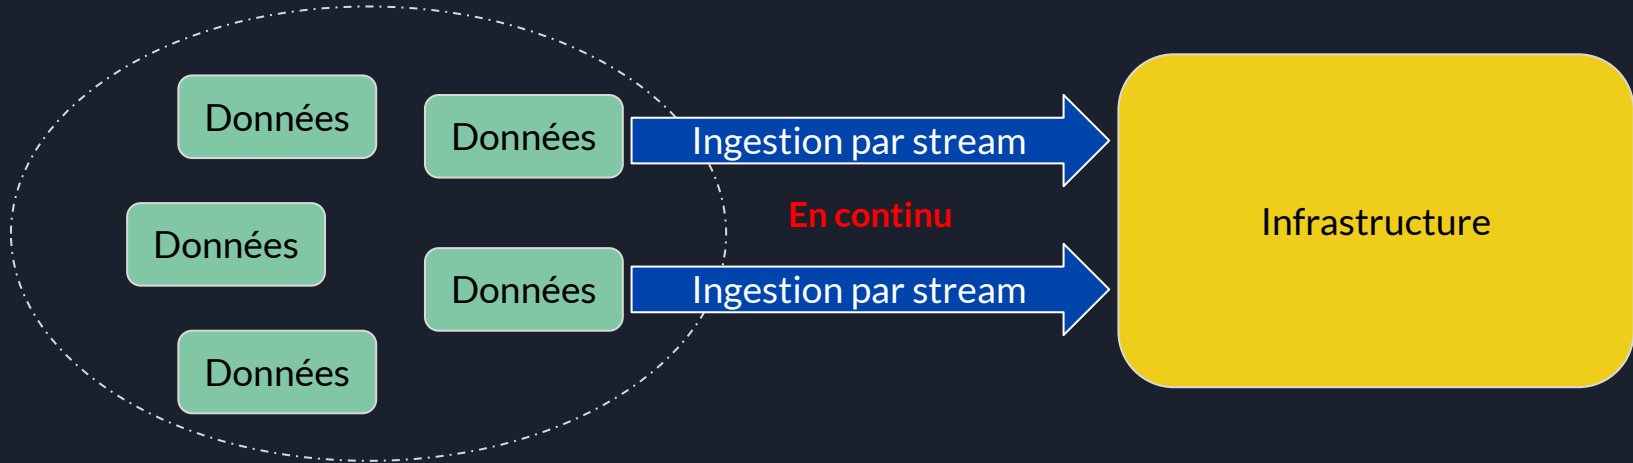 Données
Données
Ingestion par stream
En continu
Infrastructure
Données
Données
Ingestion par stream
Données